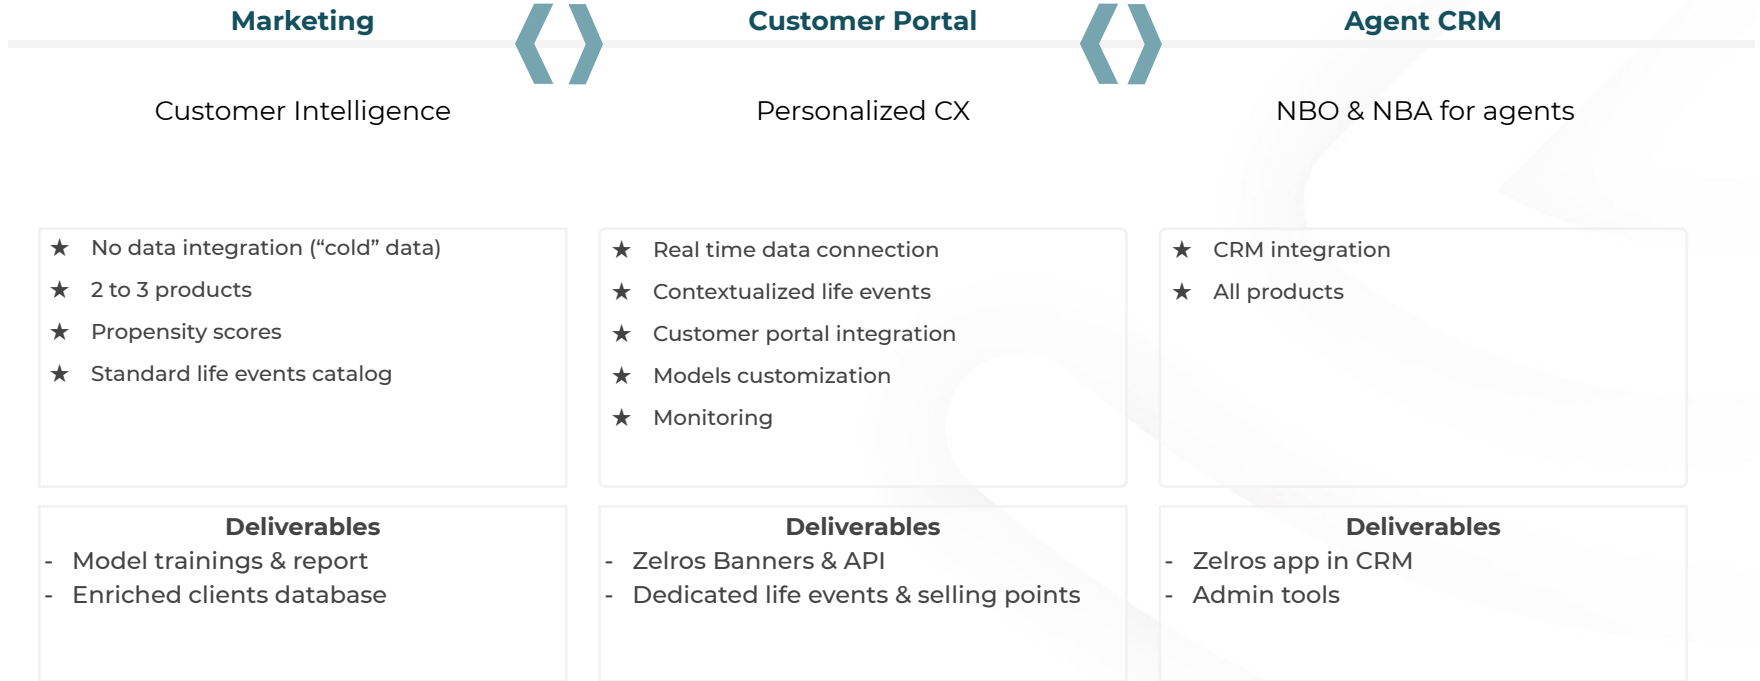 Marketing
Customer Portal
Agent CRM
Customer Intelligence
Personalized CX
NBO & NBA for agents
★ No data integration (“cold” data)
★ 2 to 3 products
★ Propensity scores
★ Standard life events catalog
★ Real time data connection
★ Contextualized life events
★ Customer portal integration
★ Models customization
★ Monitoring
★ CRM integration
★ All products
Deliverables
- Model trainings & report
- Enriched clients database
Deliverables
- Zelros Banners & API
- Dedicated life events & selling points
Deliverables
- Zelros app in CRM
- Admin tools